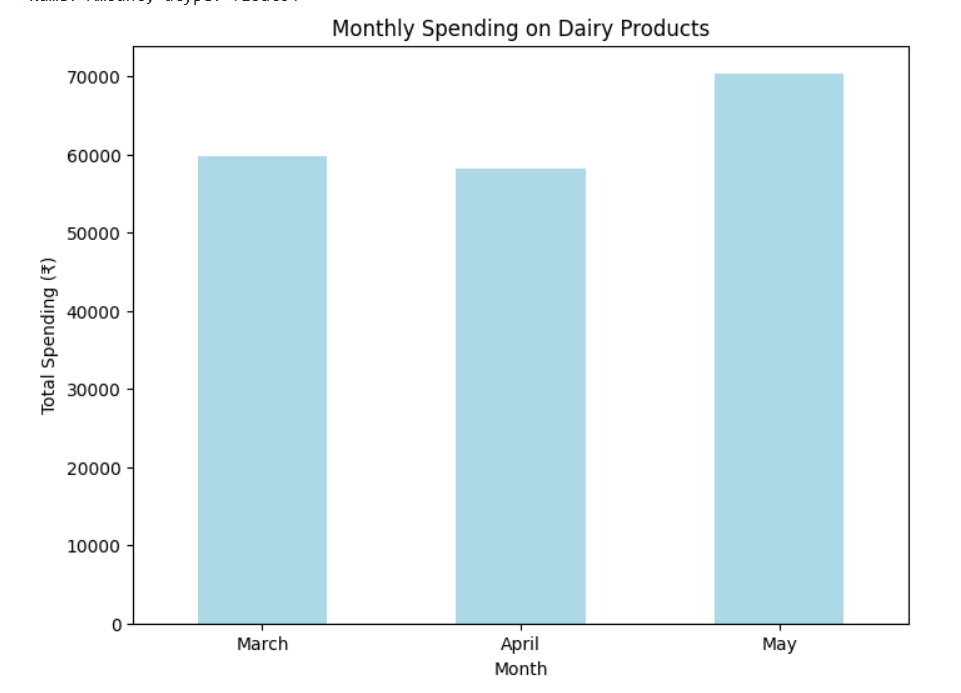 Monthly Spending on Dairy Products
70000
60000
50000
40000
30000
20000
10000
0
Total Spending (₹)
March April May
Month